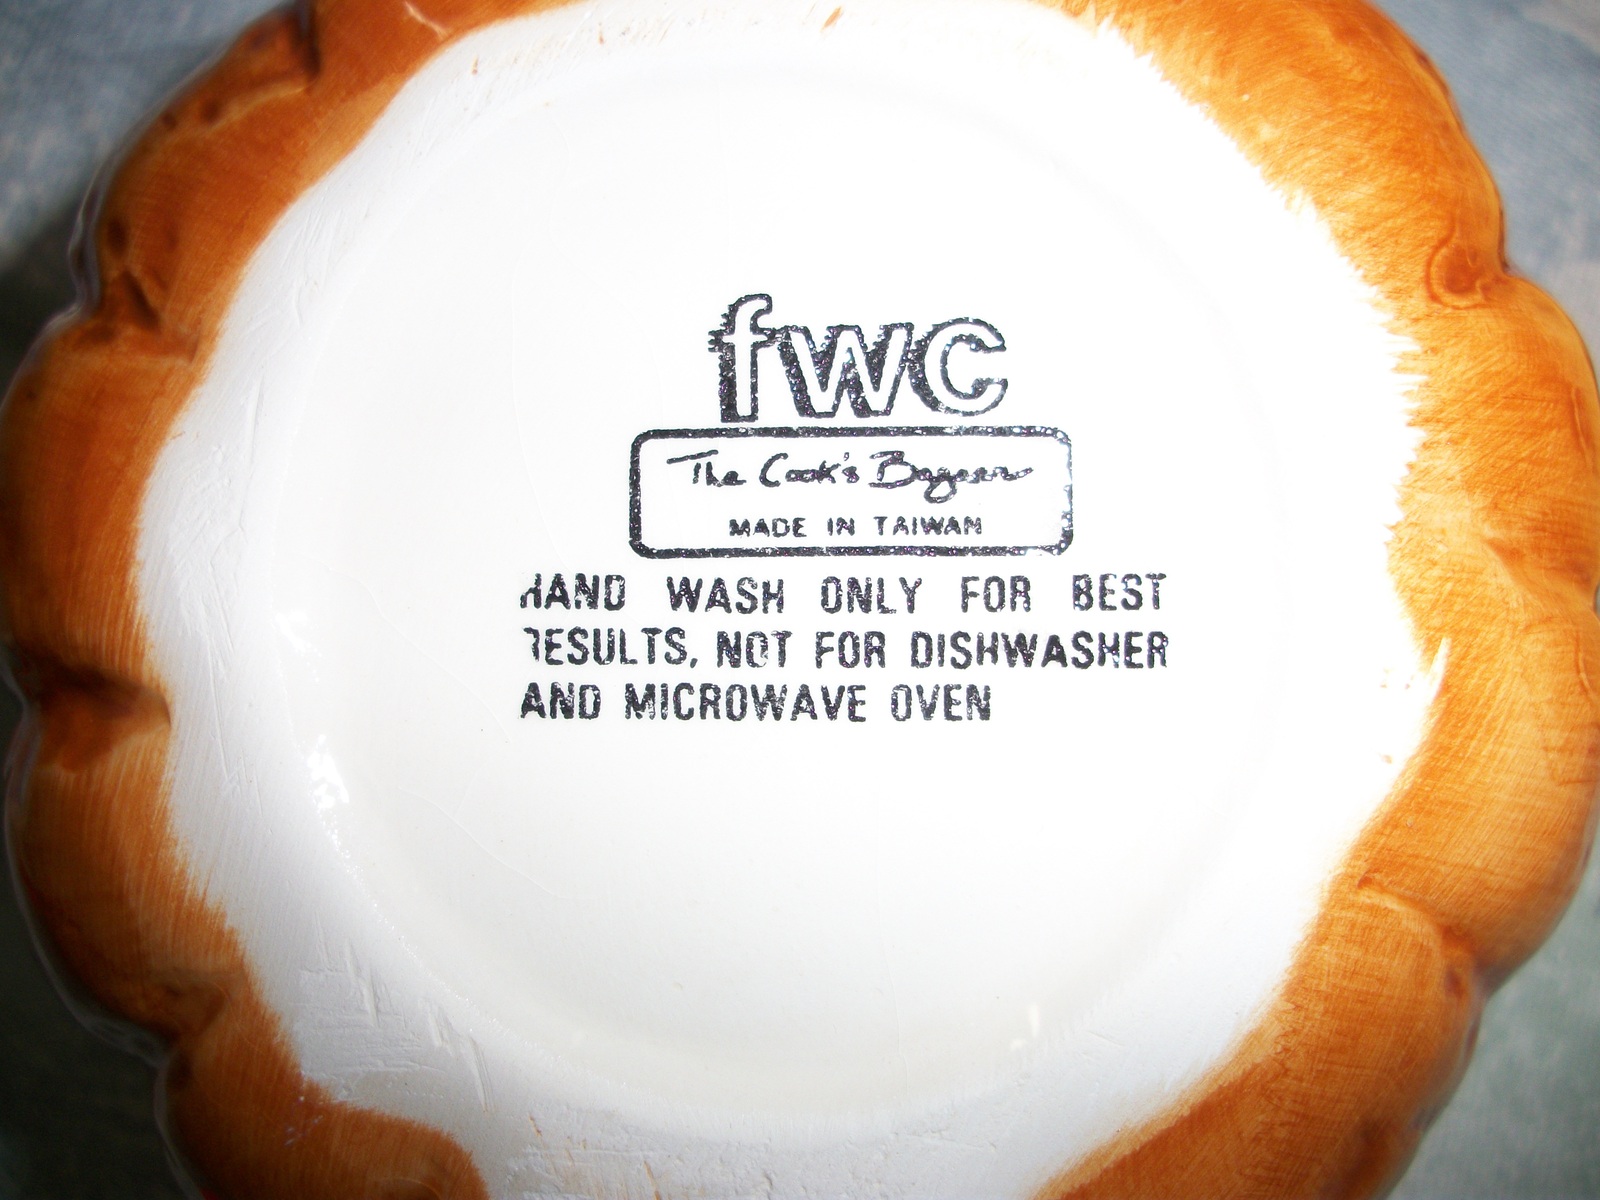 fwc
The Cook's Bazaar
MADE IN TAIWAN
HAND WASH ONLY FOR BEST
RESULTS, NOT FOR DISHWASHER
AND MICROWAVE OVEN